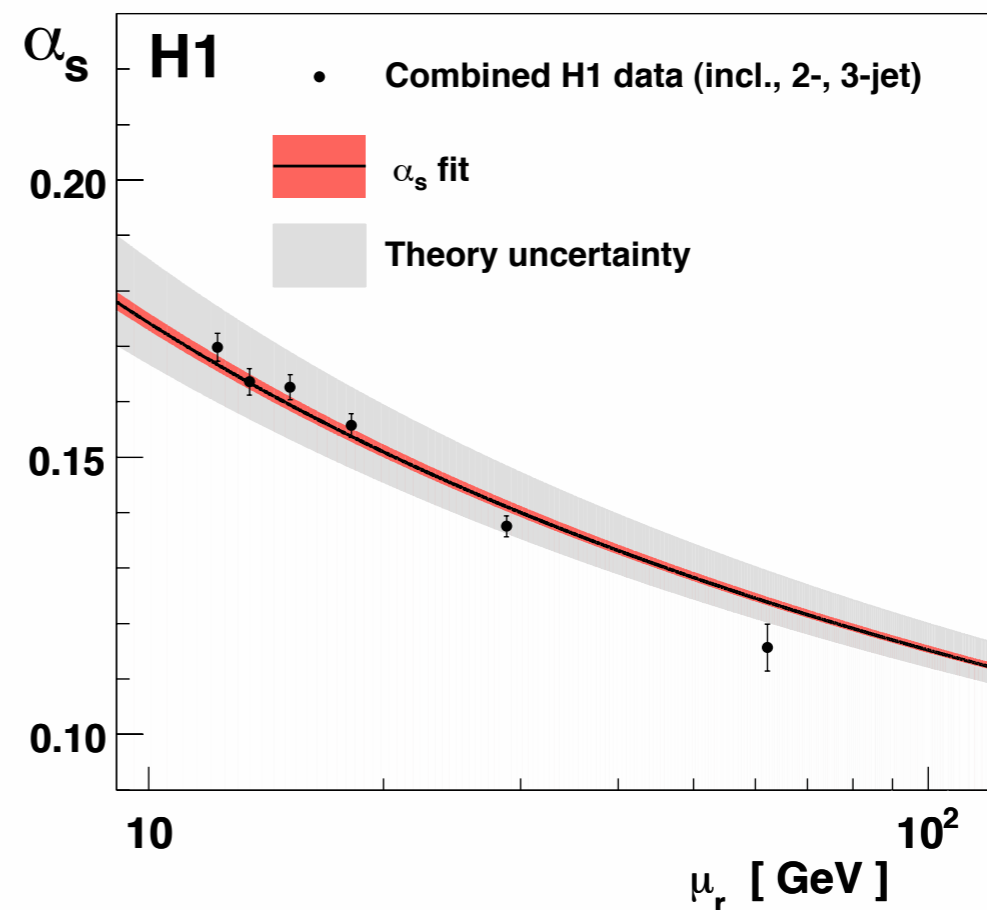 αs H1
Combined H1 data (incl., 2-, 3-jet)
αs fit
Theory uncertainty
0.20
0.15
0.10
10
10²
μr [ GeV ]